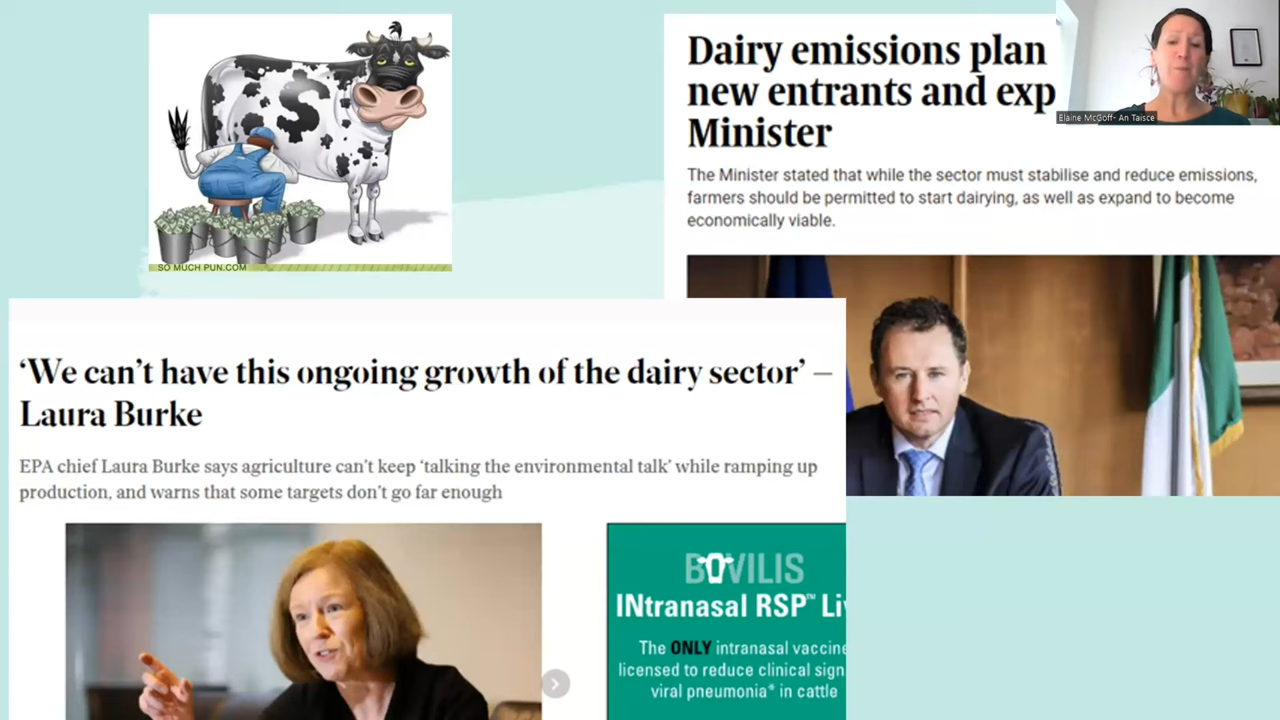 SO MUCH PUN.COM
Dairy emissions plan
new entrants and exp
Minister
The Minister stated that while the sector must stabilise and reduce emissions,
farmers should be permitted to start dairying, as well as expand to become
economically viable.
Elaine McGoff- An Taisce
‘We can’t have this ongoing growth of the dairy sector’ –
Laura Burke
EPA chief Laura Burke says agriculture can’t keep ‘talking the environmental talk’ while ramping up
production, and warns that some targets don’t go far enough
BOVILIS
INtranasal RSP™ Liv
The ONLY intranasal vaccine
licensed to reduce clinical sign
viral pneumonia* in cattle